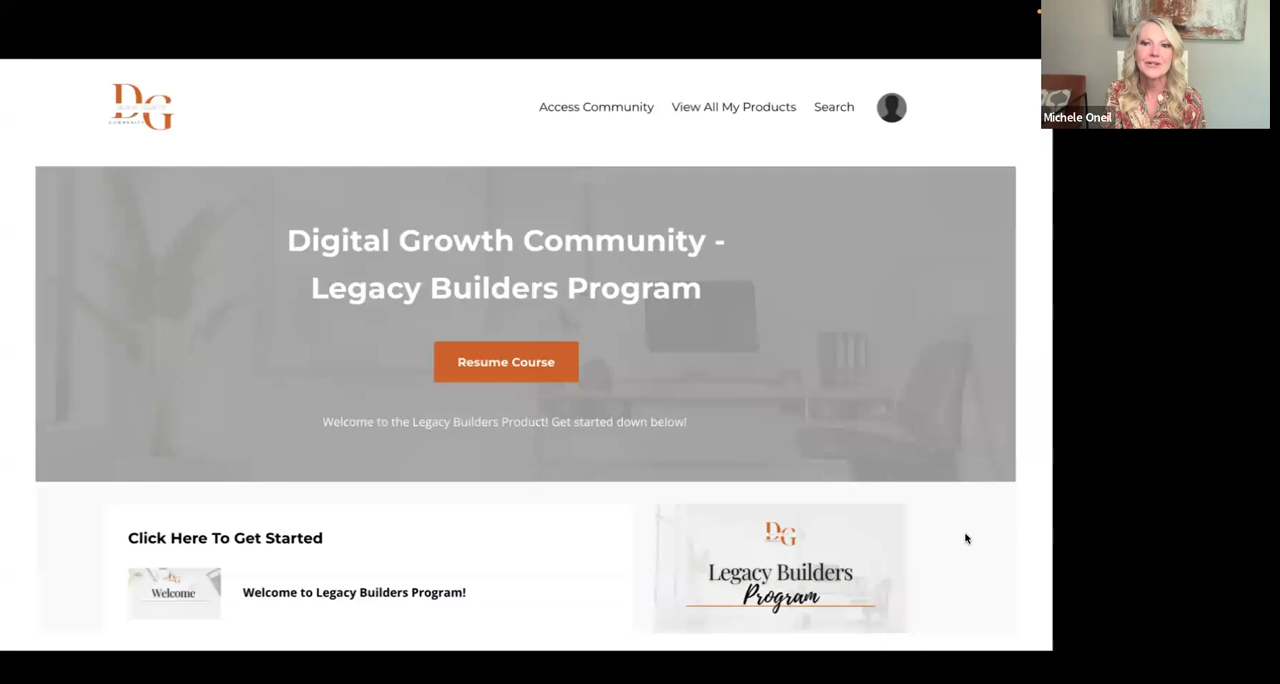 DG
COMMUNITY
Access Community
View All My Products
Search
Michele Oneil
Digital Growth Community -
Legacy Builders Program
Resume Course
Welcome to the Legacy Builders Product! Get started down below!
Click Here To Get Started
DG
Welcome
Welcome to Legacy Builders Program!
DG
Legacy Builders
Program